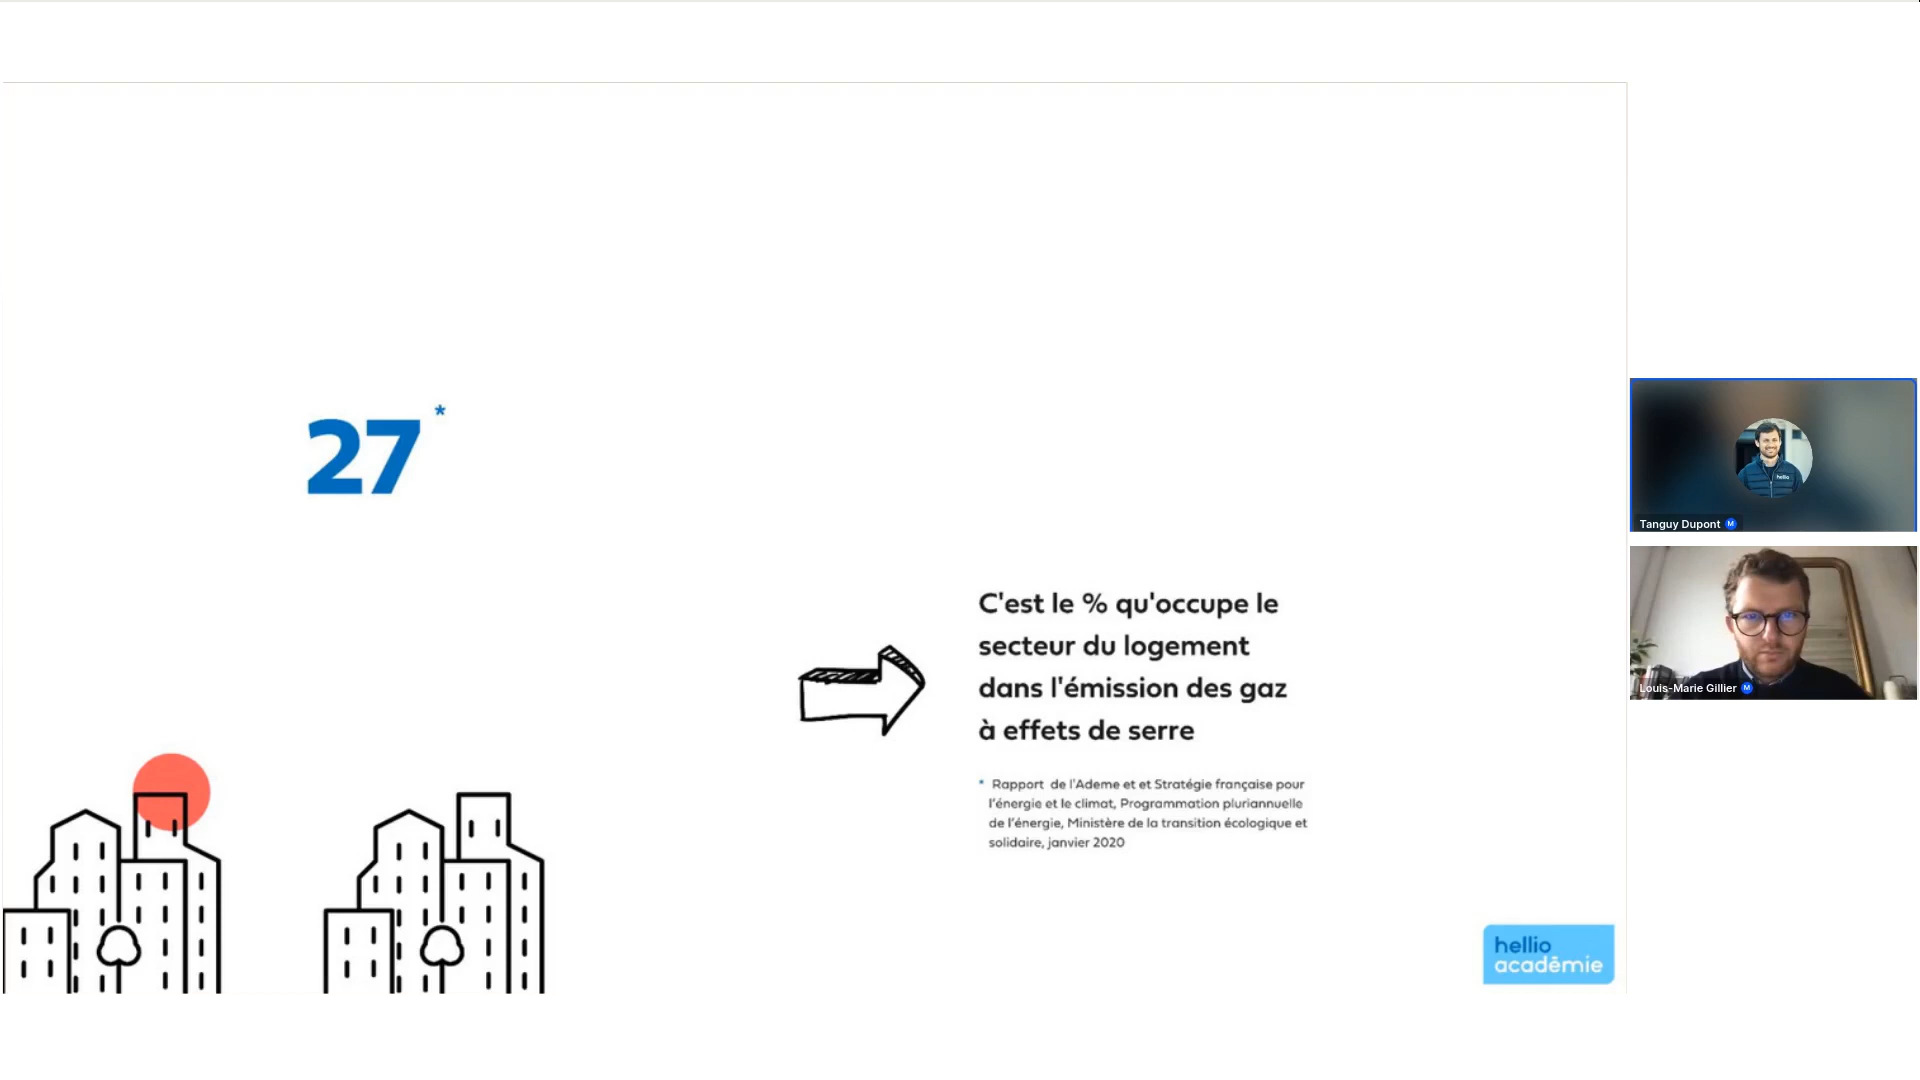 27*
C'est le % qu'occupe le
secteur du logement
dans l'émission des gaz
à effets de serre
* Rapport de l'Ademe et et Stratégie française pour
l'énergie et le climat, Programmation pluriannuelle
de l'énergie, Ministère de la transition écologique et
solidaire, janvier 2020
hellio
académie
hellio
Tanguy Dupont M
Louis-Marie Gillier M